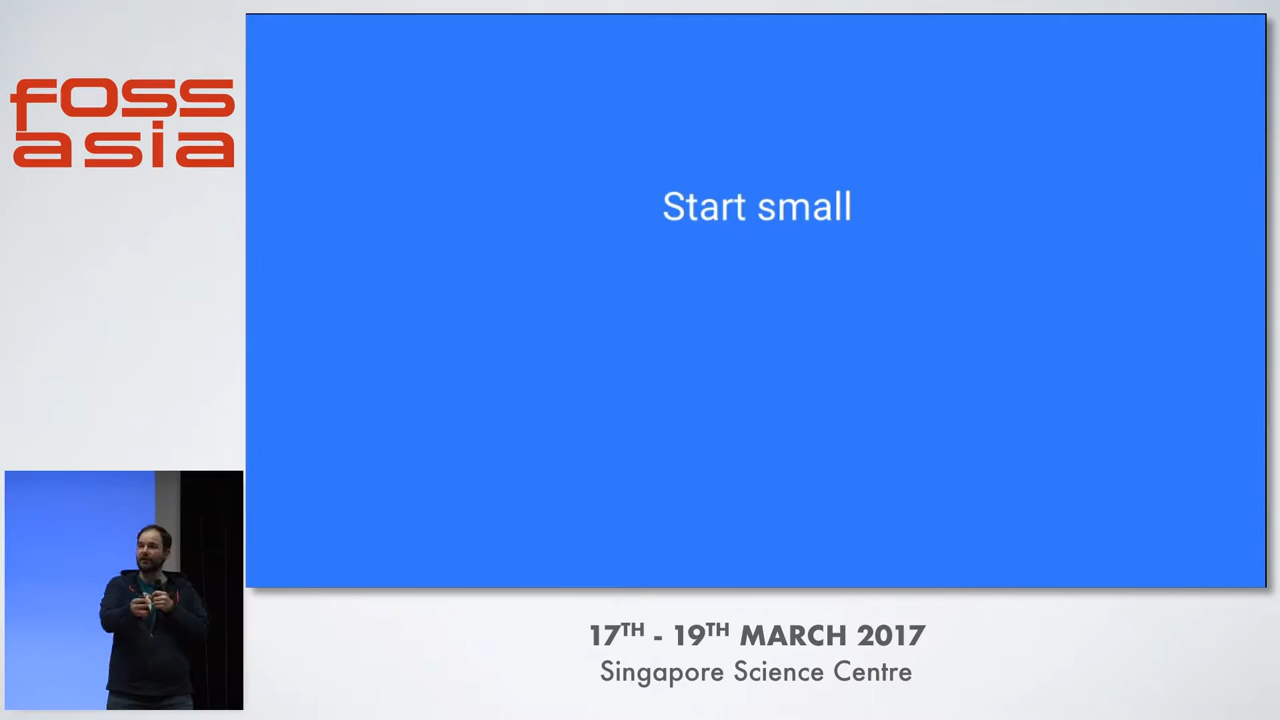 foss
asia
Start small
17TH - 19TH MARCH 2017
Singapore Science Centre